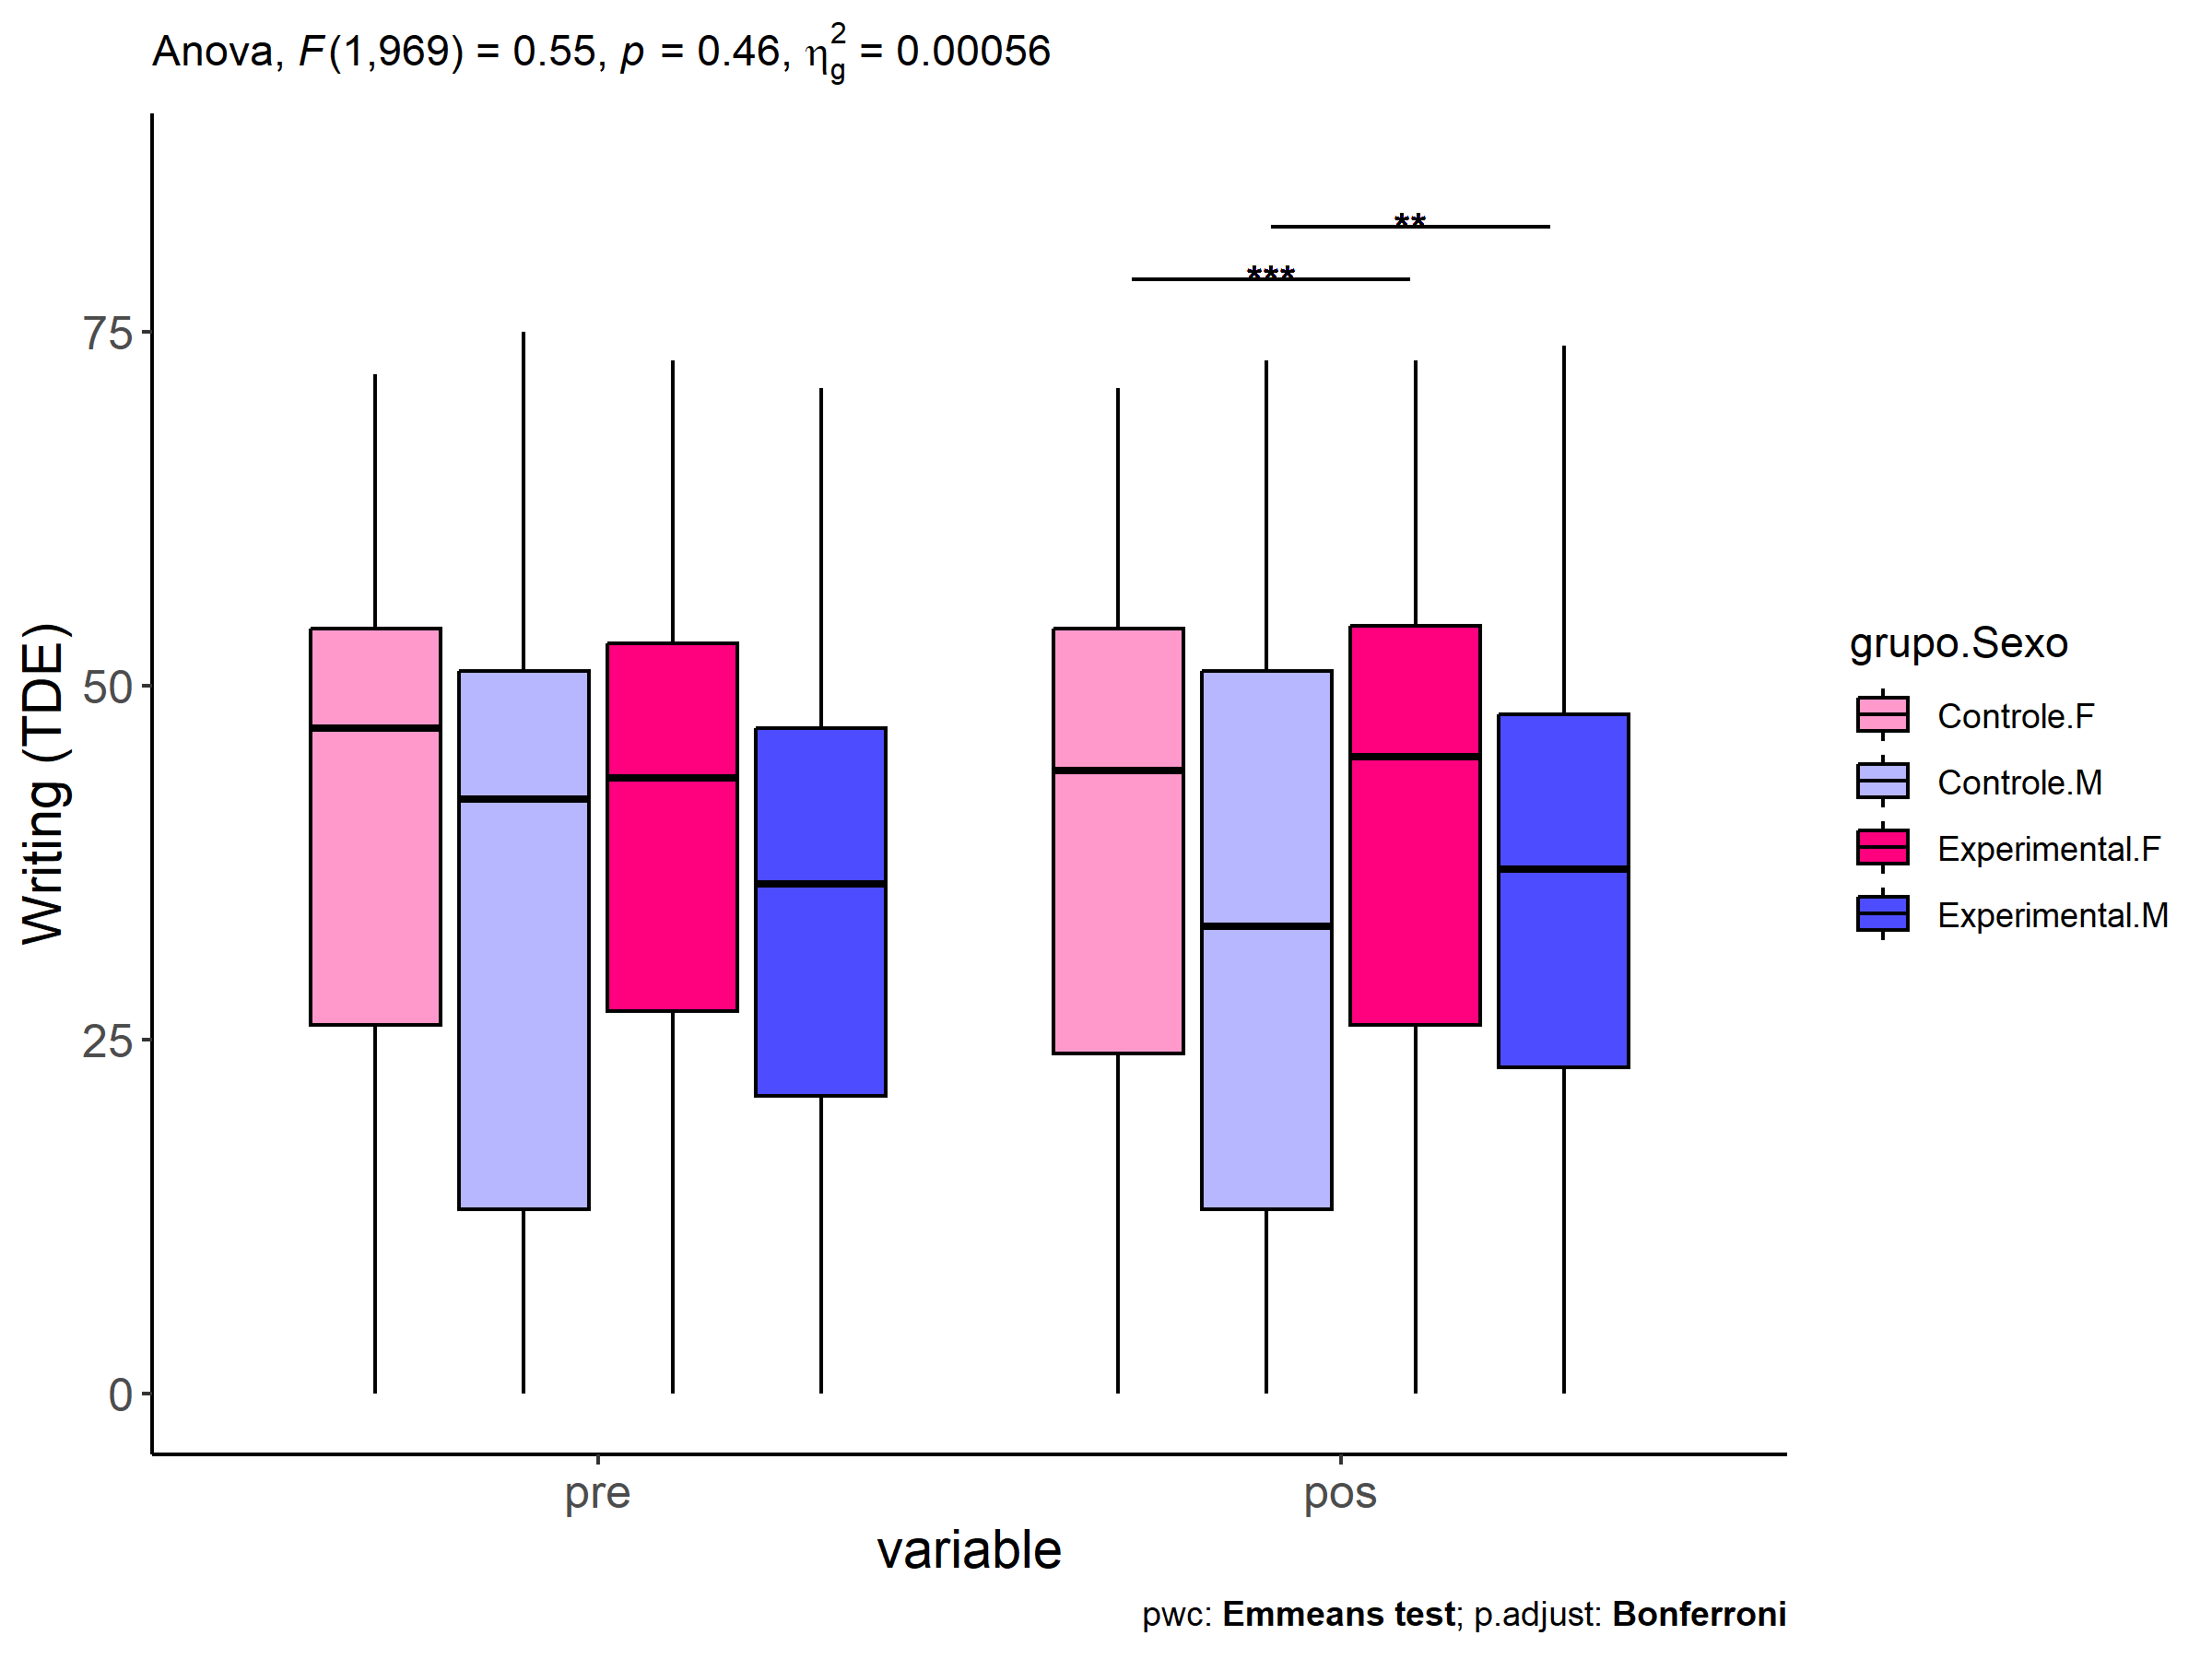 Anova, F(1,969) = 0.55, p = 0.46, η²g = 0.00056
**
***
75
50
25
0
Writing (TDE)
pre
pos
variable
grupo.Sexo
Controle.F
Controle.M
Experimental.F
Experimental.M
pwc: Emmeans test; p.adjust: Bonferroni